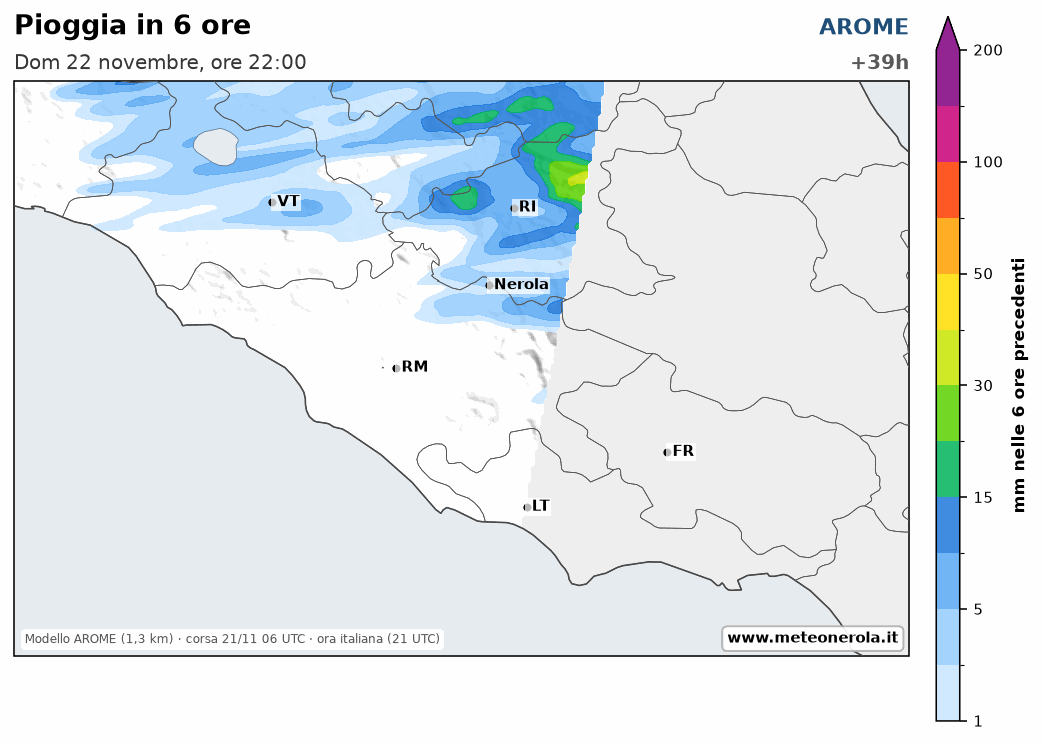 Pioggia in 6 ore
AROME
Dom 22 novembre, ore 22:00
+39h
200
100
50
30
15
5
1
mm nelle 6 ore precedenti
VT
RI
Nerola
RM
FR
LT
Modello AROME (1,3 km) · corsa 21/11 06 UTC · ora italiana (21 UTC)
www.meteonerola.it